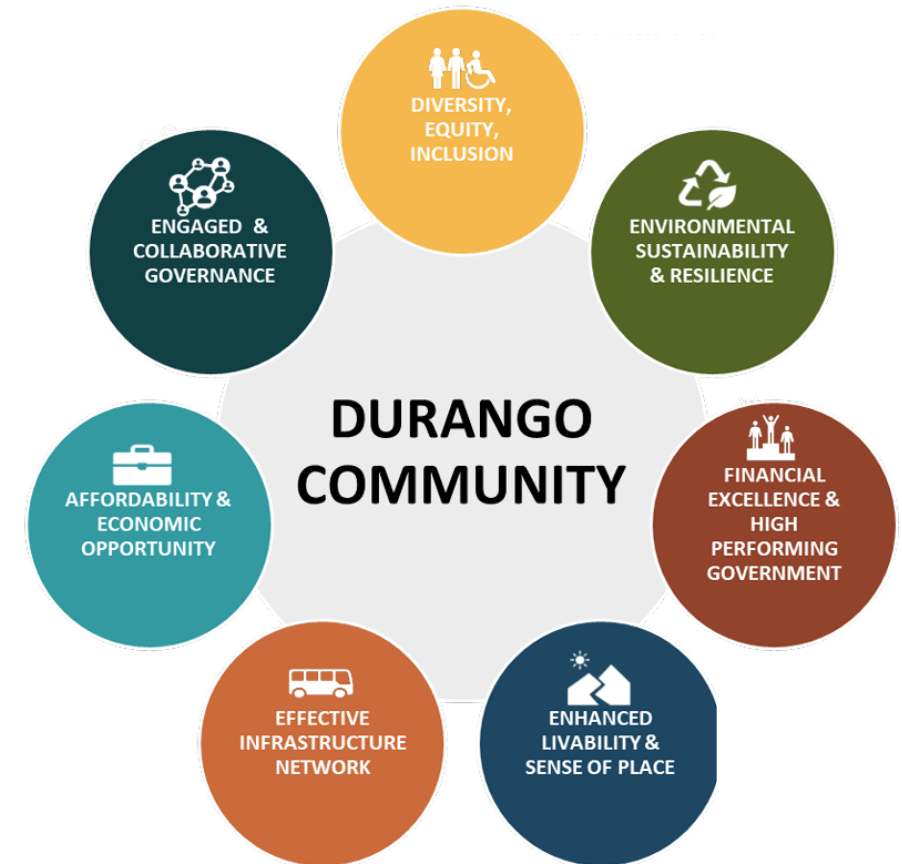 DIVERSITY,
EQUITY,
INCLUSION
ENVIRONMENTAL
SUSTAINABILITY
& RESILIENCE
FINANCIAL
EXCELLENCE &
HIGH
PERFORMING
GOVERNMENT
ENHANCED
LIVABILITY &
SENSE OF PLACE
EFFECTIVE
INFRASTRUCTURE
NETWORK
AFFORDABILITY &
ECONOMIC
OPPORTUNITY
ENGAGED &
COLLABORATIVE
GOVERNANCE
DURANGO
COMMUNITY